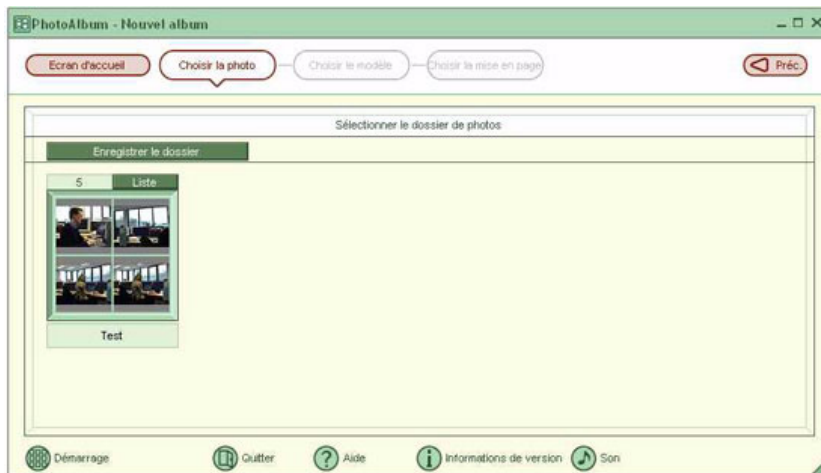 PhotoAlbum - Nouvel album
Ecran d'accueil
Choisir la photo
Choisir le modèle
Choisir la mise en page
Préc.
Sélectionner le dossier de photos
Enregistrer le dossier
5 Liste
Test
Démarrage
Quitter
Aide
Informations de version
Son